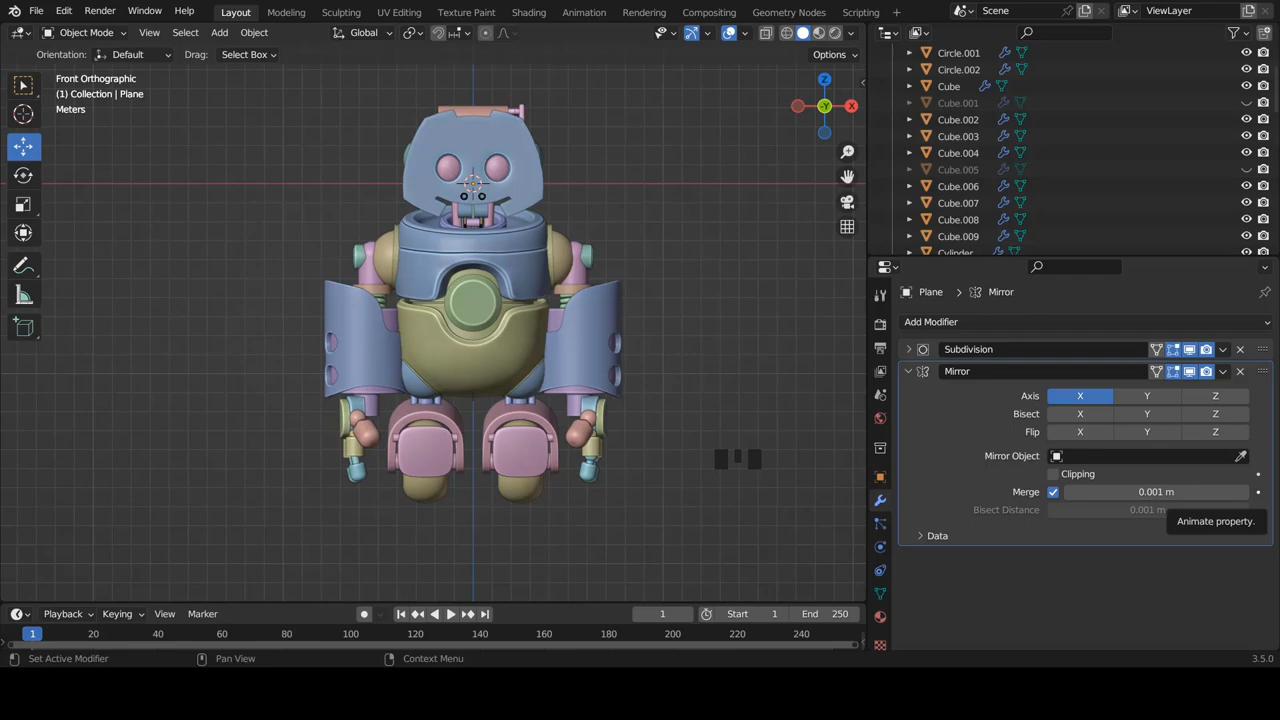 File Edit Render Window Help Layout Modeling Sculpting UV Editing Texture Paint Shading Animation Rendering Compositing Geometry Nodes Scripting Scene ViewLayer
Object Mode View Select Add Object Global
Orientation: Default Drag: Select Box Options
Front Orthographic
(1) Collection | Plane
Meters
Z
X
-Y
Circle.001
Circle.002
Cube
Cube.001
Cube.002
Cube.003
Cube.004
Cube.005
Cube.006
Cube.007
Cube.008
Cube.009
Cylinder
Plane > Mirror
Add Modifier
Subdivision
Mirror
Axis X Y Z
Bisect X Y Z
Flip X Y Z
Mirror Object
Clipping
Merge 0.001 m
Bisect Distance 0.001 m
Animate property.
Data
Playback Keying View Marker 1 Start 1 End 250
1 20 40 60 80 100 120 140 160 180 200 220 240
Set Active Modifier Pan View Context Menu 3.5.0